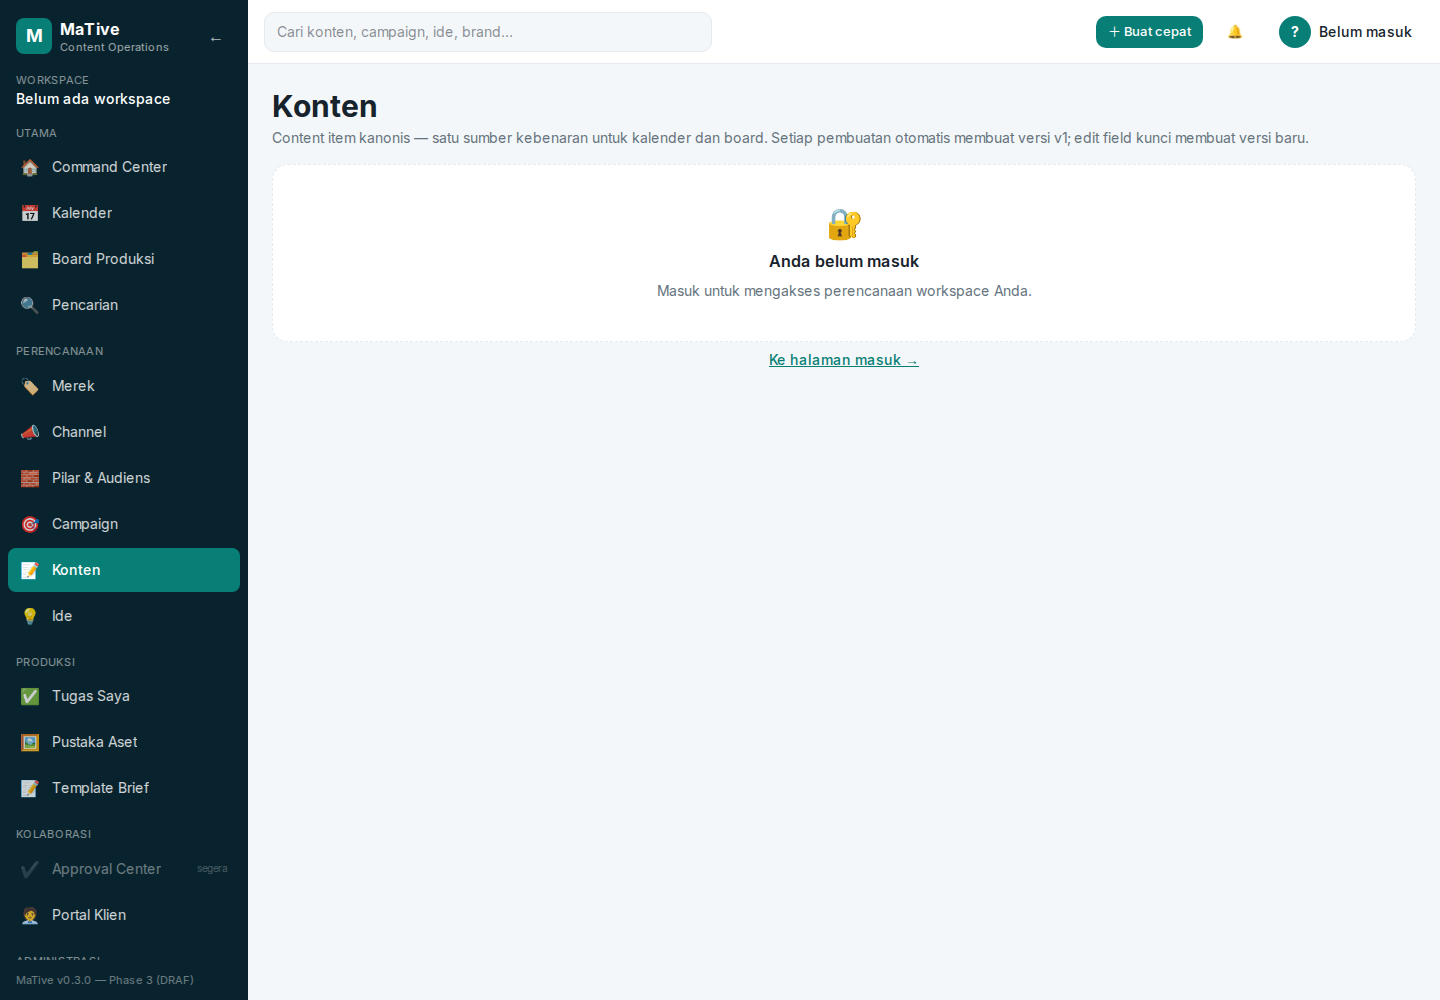 M
MaTive
Content Operations
←
WORKSPACE
Belum ada workspace
UTAMA
Command Center
Kalender
Board Produksi
Pencarian
PERENCANAAN
Merek
Channel
Pilar & Audiens
Campaign
Konten
Ide
PRODUKSI
Tugas Saya
Pustaka Aset
Template Brief
KOLABORASI
Approval Center segera
Portal Klien
ADMINISTRASI
MaTive v0.3.0 — Phase 3 (DRAF)
Cari konten, campaign, ide, brand...
+ Buat cepat
? Belum masuk
Konten
Content item kanonis — satu sumber kebenaran untuk kalender dan board. Setiap pembuatan otomatis membuat versi v1; edit field kunci membuat versi baru.
Anda belum masuk
Masuk untuk mengakses perencanaan workspace Anda.
Ke halaman masuk →